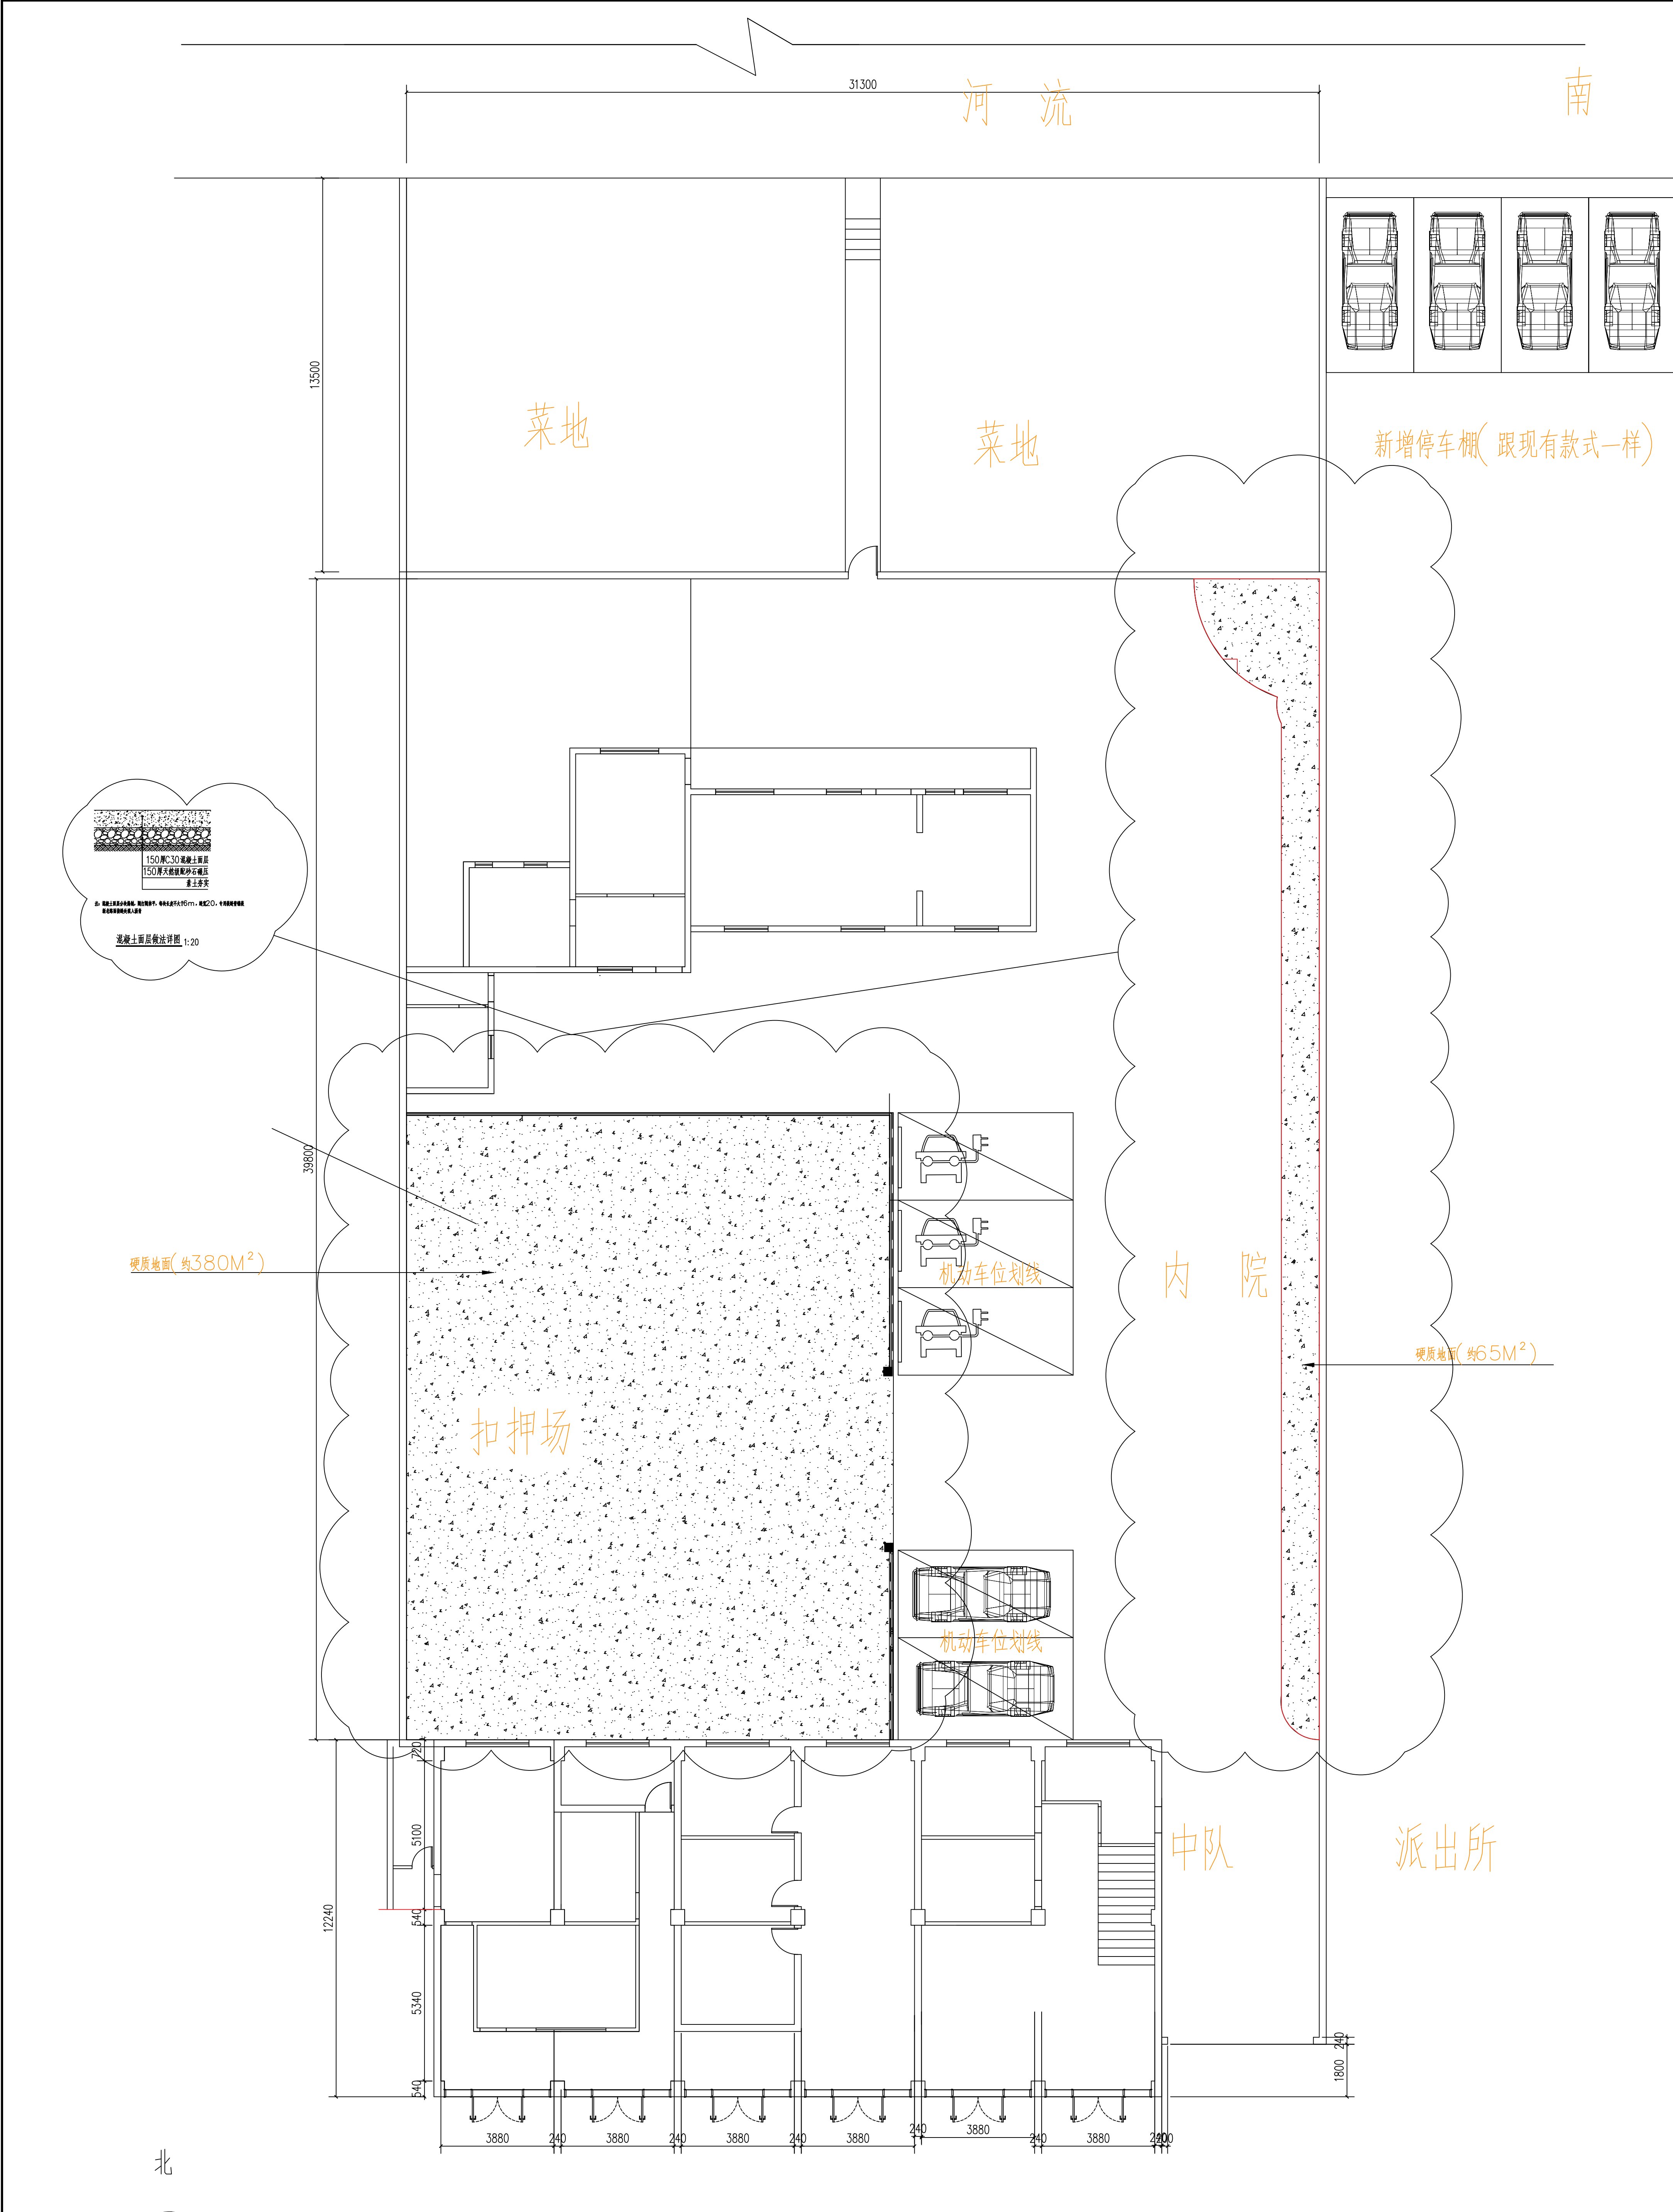 31300
河 流
南
13500
菜地
菜地
新增停车棚( 跟现有款式一样)
150厚C30混凝土面层
150厚天然级配砂石碾压
素土夯实
混凝土面层做法详图 1:20
39800
硬质地面( 约380M²)
机动车位划线
内 院
硬质地面( 约65M²)
扣押场
机动车位划线
720
5100
中队
派出所
12240
540
5340
240
1800
540
3880
240
3880
240
3880
240
3880
240
3880
240
3880
北